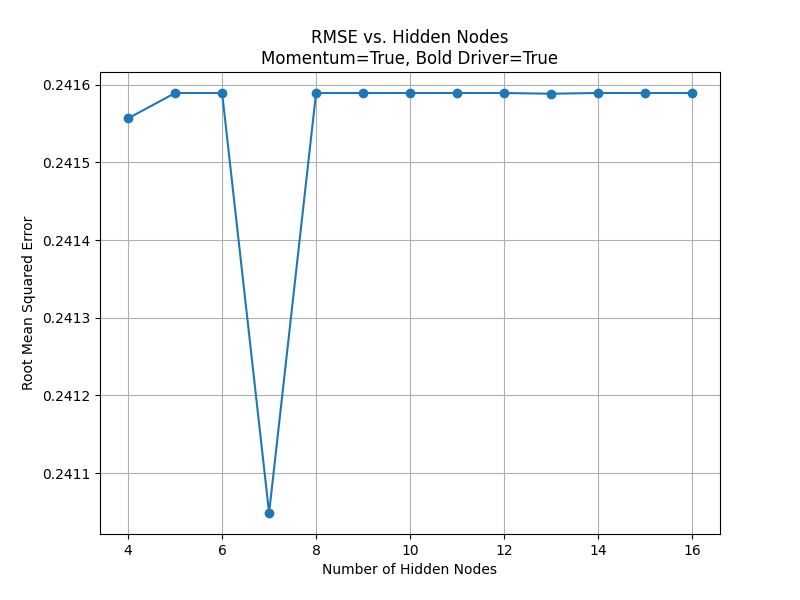 RMSE vs. Hidden Nodes
Momentum=True, Bold Driver=True
0.2416
0.2415
0.2414
0.2413
0.2412
0.2411
Root Mean Squared Error
4 6 8 10 12 14 16
Number of Hidden Nodes